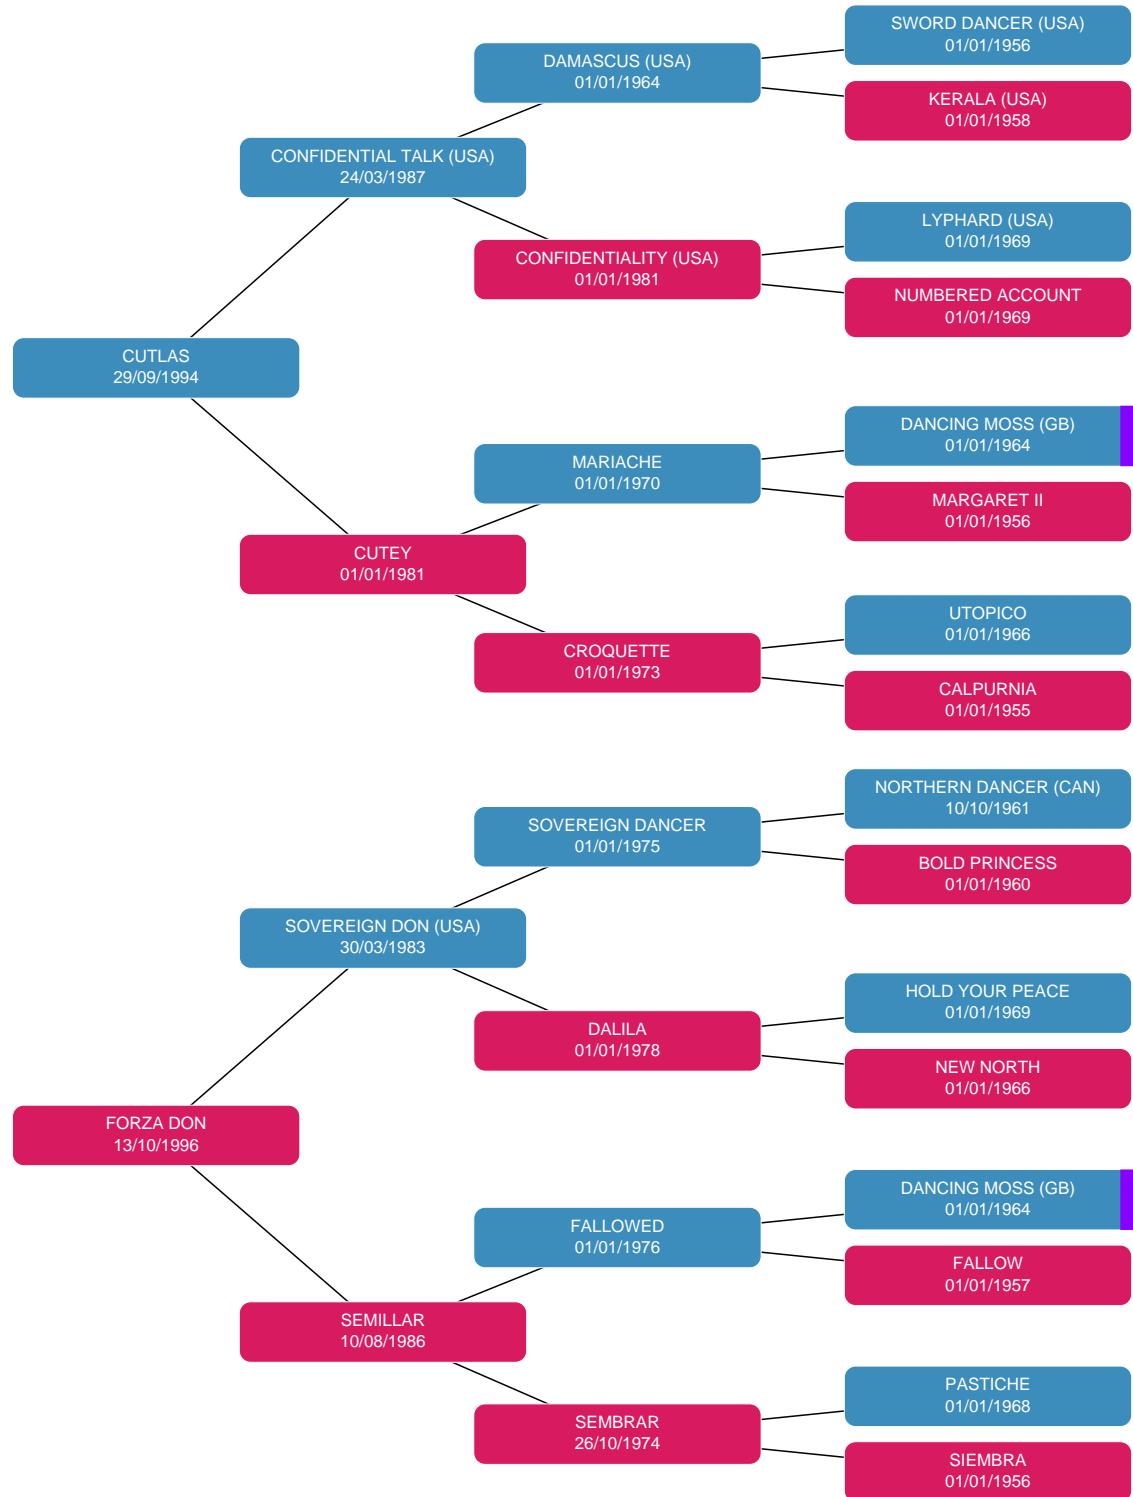 SWORD DANCER (USA)
01/01/1956
DAMASCUS (USA)
01/01/1964
KERALA (USA)
01/01/1958
CONFIDENTIAL TALK (USA)
24/03/1987
LYPHARD (USA)
01/01/1969
CONFIDENTIALITY (USA)
01/01/1981
NUMBERED ACCOUNT
01/01/1969
CUTLAS
29/09/1994
DANCING MOSS (GB)
01/01/1964
MARIACHE
01/01/1970
MARGARET II
01/01/1956
CUTEY
01/01/1981
UTOPICO
01/01/1966
CROQUETTE
01/01/1973
CALPURNIA
01/01/1955
NORTHERN DANCER (CAN)
10/10/1961
SOVEREIGN DANCER
01/01/1975
BOLD PRINCESS
01/01/1960
SOVEREIGN DON (USA)
30/03/1983
HOLD YOUR PEACE
01/01/1969
DALILA
01/01/1978
NEW NORTH
01/01/1966
FORZA DON
13/10/1996
DANCING MOSS (GB)
01/01/1964
FALLOWED
01/01/1976
FALLOW
01/01/1957
SEMILLAR
10/08/1986
PASTICHE
01/01/1968
SEMBRAR
26/10/1974
SIEMBRA
01/01/1956